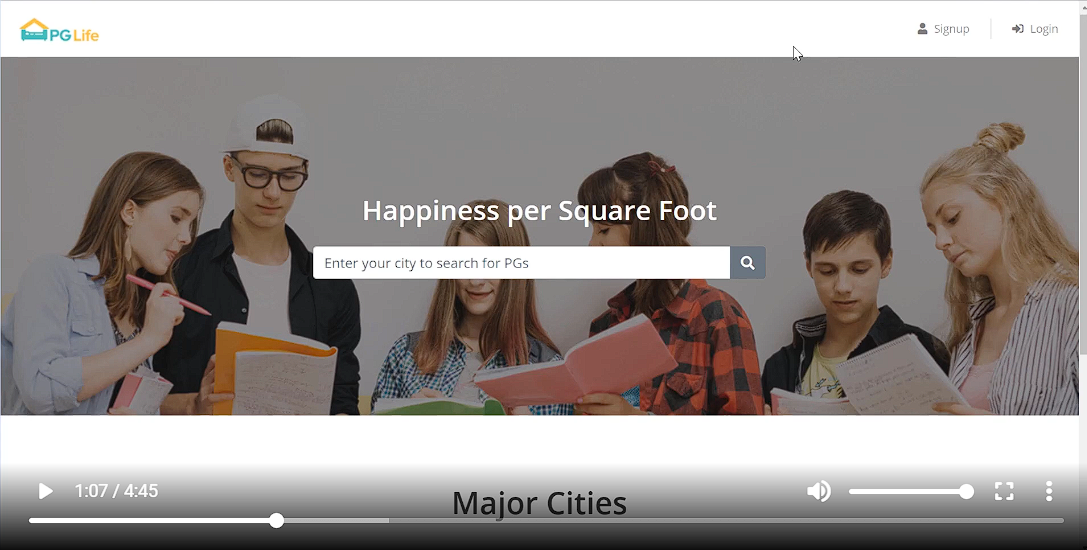 PG Life
Signup
Login
Happiness per Square Foot
Enter your city to search for PGs
1:07 / 4:45
Major Cities